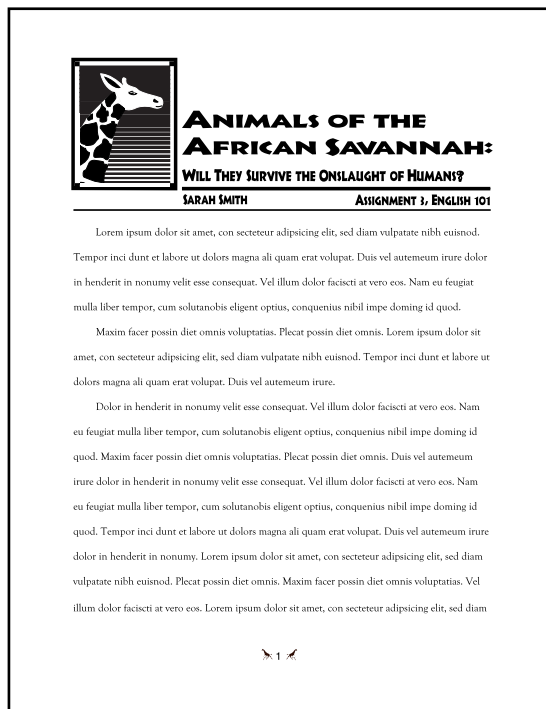 ANIMALS OF THE
AFRICAN SAVANNAH:
WILL THEY SURVIVE THE ONSLAUGHT OF HUMANS?
SARAH SMITH ASSIGNMENT 3, ENGLISH 101
Lorem ipsum dolor sit amet, con secteteur adipsicing elit, sed diam vulpatate nibh euisnod.
Tempor inci dunt et labore ut dolors magna ali quam erat volupat. Duis vel autemeum irure dolor
in henderit in nonumy velit esse consequat. Vel illum dolor faciscti at vero eos. Nam eu feugiat
mulla liber tempor, cum solutanobis eligent optius, conquenius nibil impe doming id quod.
Maxim facer possin diet omnis voluptatias. Plecat possin diet omnis. Lorem ipsum dolor sit
amet, con secteteur adipsicing elit, sed diam vulpatate nibh euisnod. Tempor inci dunt et labore ut
dolors magna ali quam erat volupat. Duis vel autemeum irure.
Dolor in henderit in nonumy velit esse consequat. Vel illum dolor faciscti at vero eos. Nam
eu feugiat mulla liber tempor, cum solutanobis eligent optius, conquenius nibil impe doming id
quod. Maxim facer possin diet omnis voluptatias. Plecat possin diet omnis. Duis vel autemeum
irure dolor in henderit in nonumy velit esse consequat. Vel illum dolor faciscti at vero eos. Nam
eu feugiat mulla liber tempor, cum solutanobis eligent optius, conquenius nibil impe doming id
quod. Tempor inci dunt et labore ut dolors magna ali quam erat volupat. Duis vel autemeum irure
dolor in henderit in nonumy. Lorem ipsum dolor sit amet, con secteteur adipsicing elit, sed diam
vulpatate nibh euisnod. Plecat possin diet omnis. Maxim facer possin diet omnis voluptatias. Vel
illum dolor faciscti at vero eos. Lorem ipsum dolor sit amet, con secteteur adipsicing elit, sed diam
1